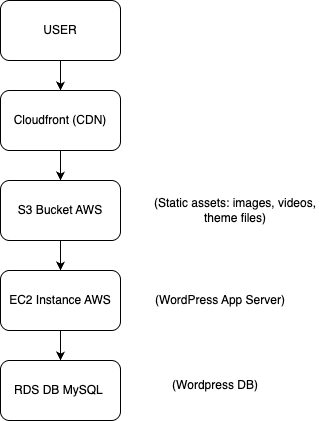 USER
Cloudfront (CDN)
S3 Bucket AWS
(Static assets: images, videos,
theme files)
EC2 Instance AWS
(WordPress App Server)
RDS DB MySQL
(Wordpress DB)